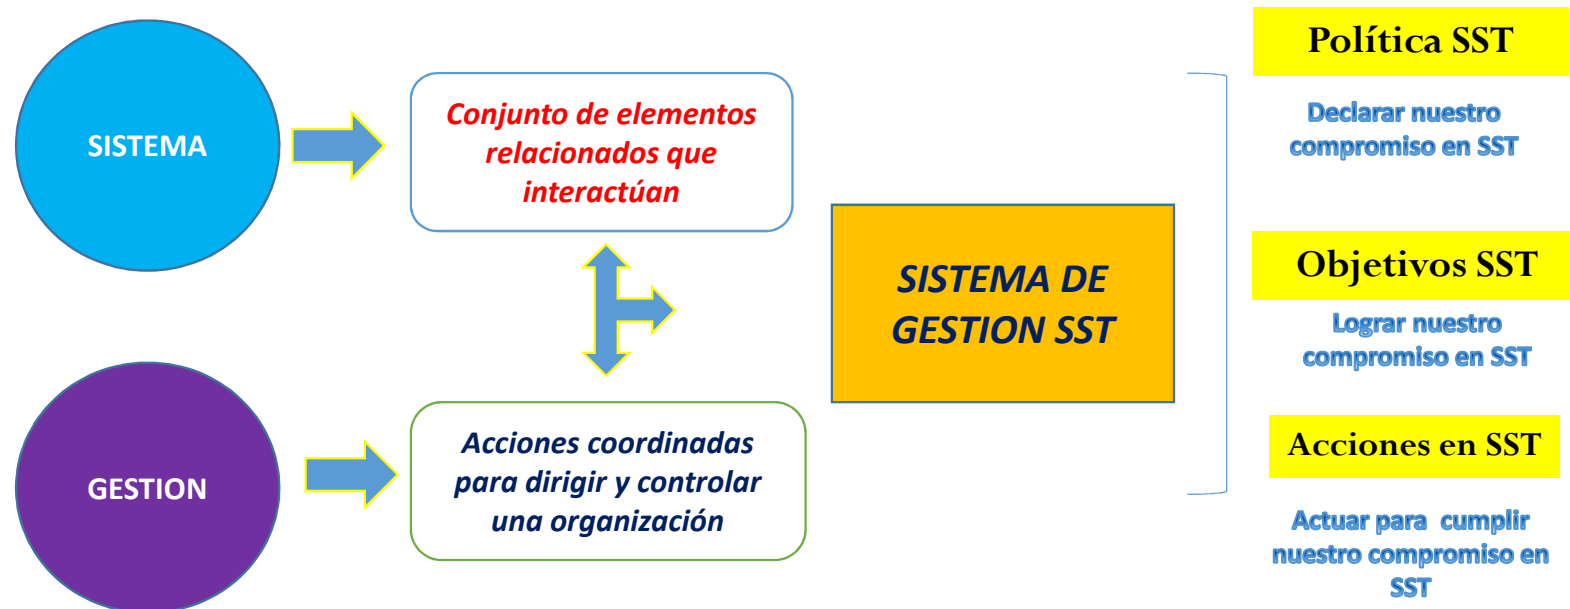 SISTEMA
Conjunto de elementos
relacionados que
interactúan
GESTION
Acciones coordinadas
para dirigir y controlar
una organización
SISTEMA DE
GESTION SST
Política SST
Declarar nuestro
compromiso en SST
Objetivos SST
Lograr nuestro
compromiso en SST
Acciones en SST
Actuar para cumplir
nuestro compromiso en
SST